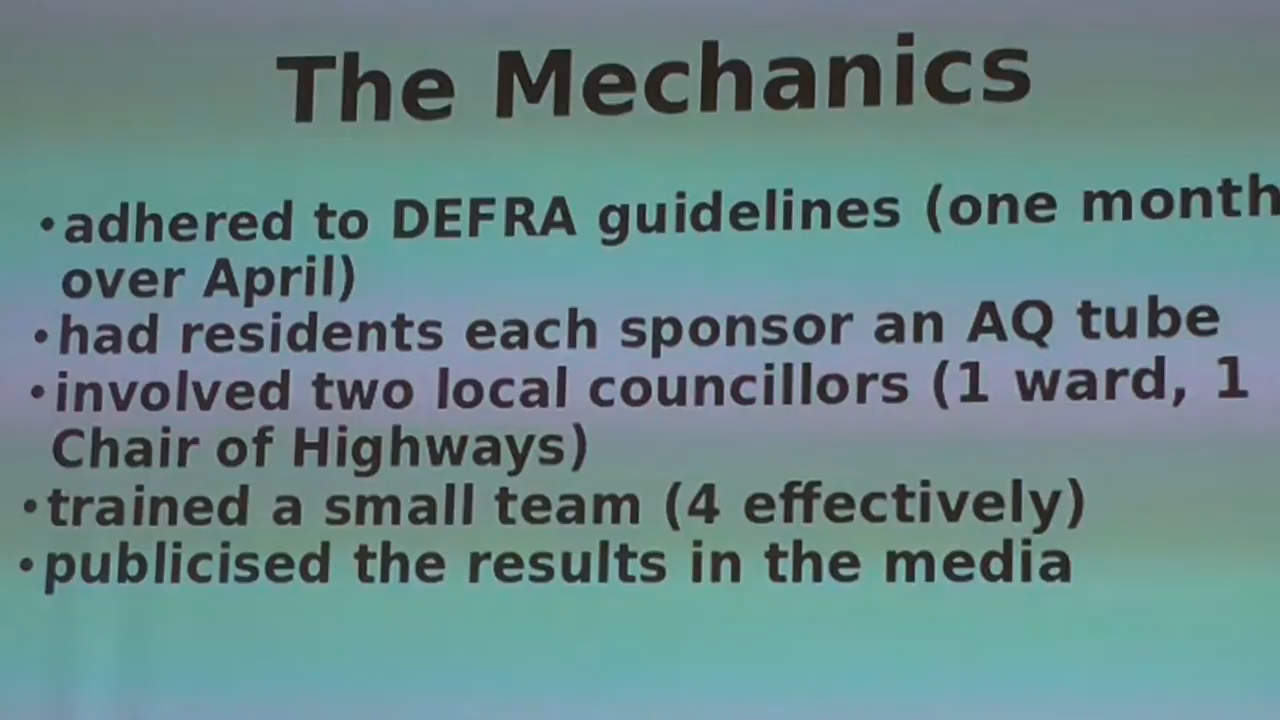 The Mechanics
•adhered to DEFRA guidelines (one month
over April)
•had residents each sponsor an AQ tube
•involved two local councillors (1 ward, 1
Chair of Highways)
•trained a small team (4 effectively)
•publicised the results in the media